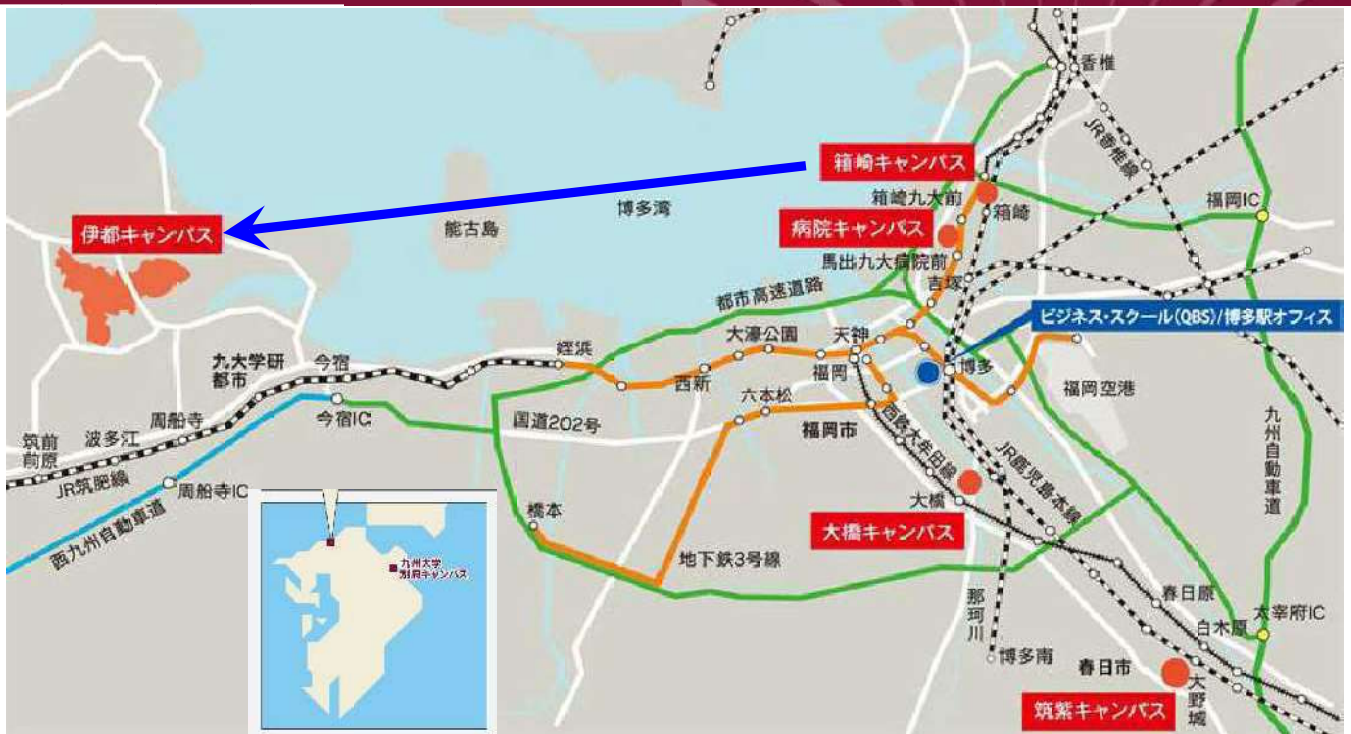 香椎
JR香椎線
箱崎キャンパス
箱崎九大前
箱崎
福岡IC
伊都キャンパス
能古島
博多湾
病院キャンパス
馬出九大病院前
吉塚
都市高速道路
ビジネス・スクール(QBS)/博多駅オフィス
大濠公園
天神
姪浜
西新
福岡
博多
福岡空港
九大学研
都市
今宿
六本松
周船寺
今宿IC
国道202号
福岡市
西鉄大牟田線
JR鹿児島本線
九州自動車道
筑前
前原
波多江
JR筑肥線
周船寺IC
西九州自動車道
橋本
大橋
大橋キャンパス
地下鉄3号線
九州大学
別府キャンパス
那珂川
春日原
白木原
太宰府IC
博多南
春日市
大野城
筑紫キャンパス